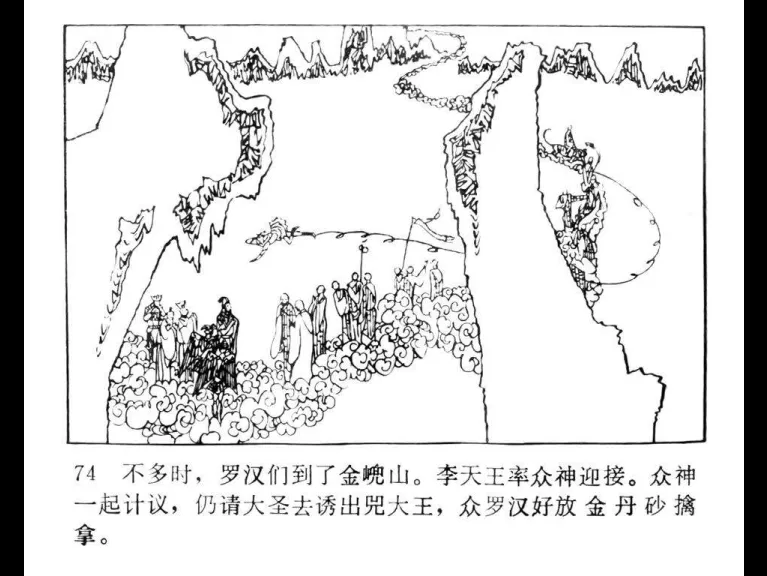 74 不多时，罗汉们到了金𠒎山。李天王率众神迎接。众神
一起计议，仍请大圣去诱出兕大王，众罗汉好放金丹砂擒
拿。